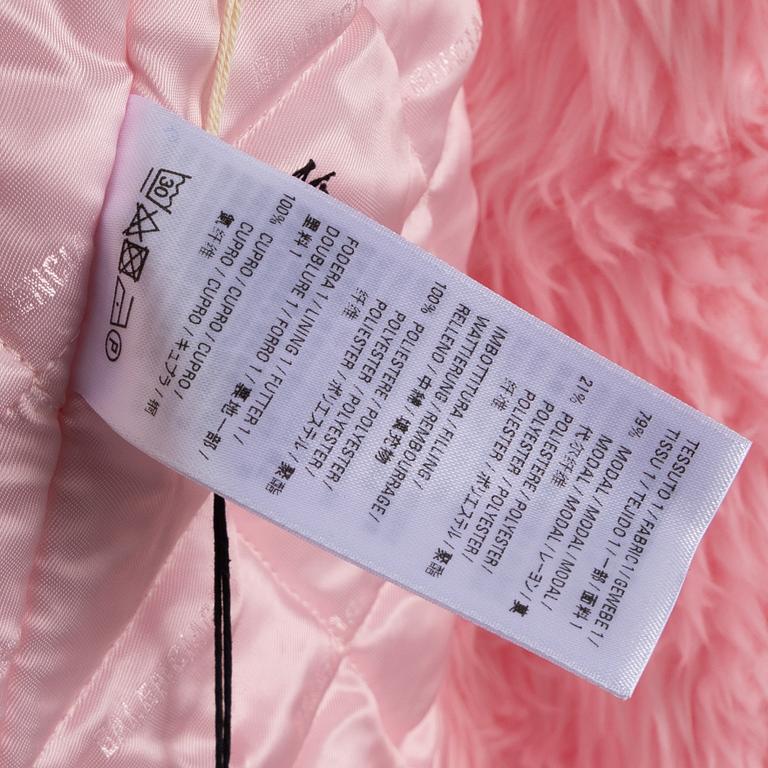 TESSUTO 1 / FABRIC 1 / GEWEBE 1 /
TISSU 1 / TEJIDO 1 / 一部 / 面料 1
79% MODAL / MODAL / MODAL /
MODAL / MODAL / レーヨン /
代尔纤维
21% POLIESTERE / POLYESTER /
POLYESTER / POLYESTER /
POLIESTER / ポリエステル / 聚酯
纤维
IMBOTTITURA / FILLING /
WATTIERUNG / REMBOURRAGE /
RELLENO / 中綿 / 填充物
100% POLIESTERE / POLYESTER /
POLYESTER / POLYESTER /
POLIESTER / ポリエステル / 聚酯
纤维
FODERA 1 / LINING 1 / FUTTER 1 /
DOUBLURE 1 / FORRO 1 / 裏地一部 /
里料 1
100% CUPRO / CUPRO / CUPRO /
CUPRO / CUPRO / キュプラ / 铜
纤维
30
P